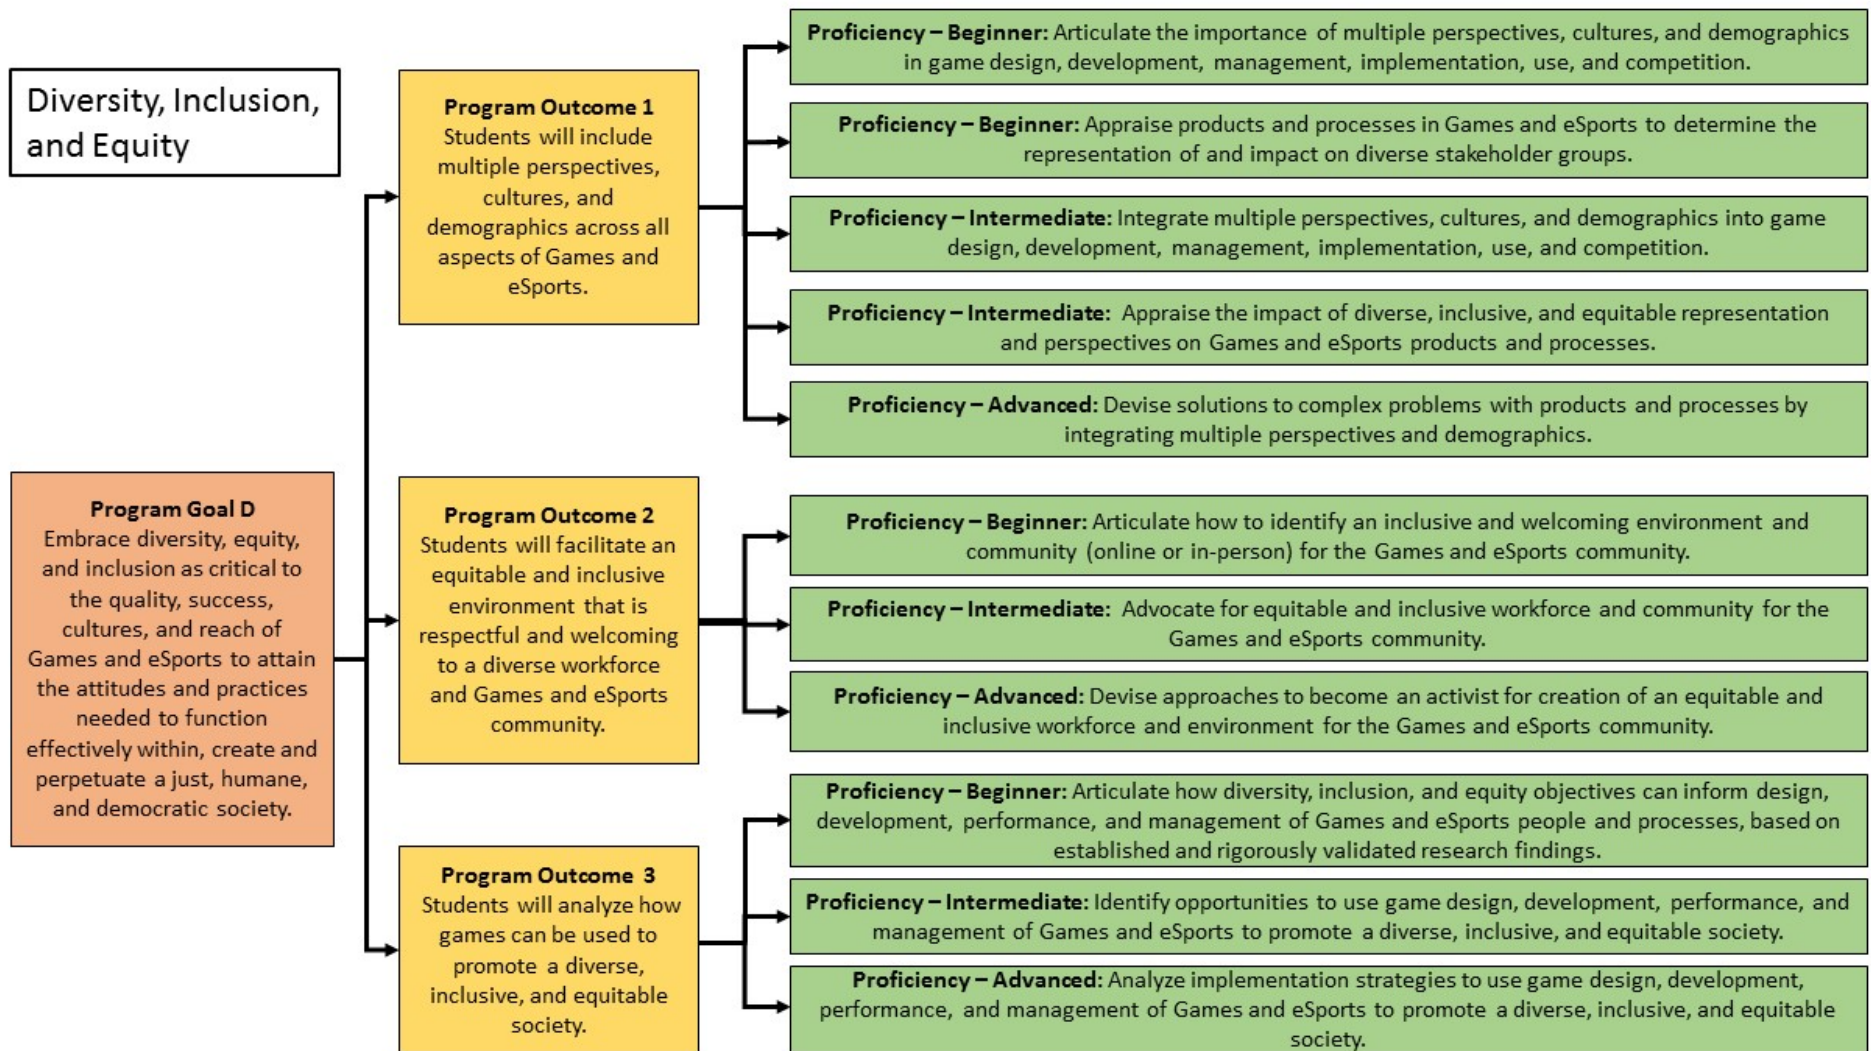 Diversity, Inclusion,
and Equity
Program Goal D
Embrace diversity, equity,
and inclusion as critical to
the quality, success,
cultures, and reach of
Games and eSports to attain
the attitudes and practices
needed to function
effectively within, create and
perpetuate a just, humane,
and democratic society.
Program Outcome 1
Students will include
multiple perspectives,
cultures, and
demographics across all
aspects of Games and
eSports.
Proficiency – Beginner: Articulate the importance of multiple perspectives, cultures, and demographics
in game design, development, management, implementation, use, and competition.
Proficiency – Beginner: Appraise products and processes in Games and eSports to determine the
representation of and impact on diverse stakeholder groups.
Proficiency – Intermediate: Integrate multiple perspectives, cultures, and demographics into game
design, development, management, implementation, use, and competition.
Proficiency – Intermediate: Appraise the impact of diverse, inclusive, and equitable representation
and perspectives on Games and eSports products and processes.
Proficiency – Advanced: Devise solutions to complex problems with products and processes by
integrating multiple perspectives and demographics.
Program Outcome 2
Students will facilitate an
equitable and inclusive
environment that is
respectful and welcoming
to a diverse workforce
and Games and eSports
community.
Proficiency – Beginner: Articulate how to identify an inclusive and welcoming environment and
community (online or in-person) for the Games and eSports community.
Proficiency – Intermediate: Advocate for equitable and inclusive workforce and community for the
Games and eSports community.
Proficiency – Advanced: Devise approaches to become an activist for creation of an equitable and
inclusive workforce and environment for the Games and eSports community.
Program Outcome 3
Students will analyze how
games can be used to
promote a diverse,
inclusive, and equitable
society.
Proficiency – Beginner: Articulate how diversity, inclusion, and equity objectives can inform design,
development, performance, and management of Games and eSports people and processes, based on
established and rigorously validated research findings.
Proficiency – Intermediate: Identify opportunities to use game design, development, performance, and
management of Games and eSports to promote a diverse, inclusive, and equitable society.
Proficiency – Advanced: Analyze implementation strategies to use game design, development,
performance, and management of Games and eSports to promote a diverse, inclusive, and equitable
society.